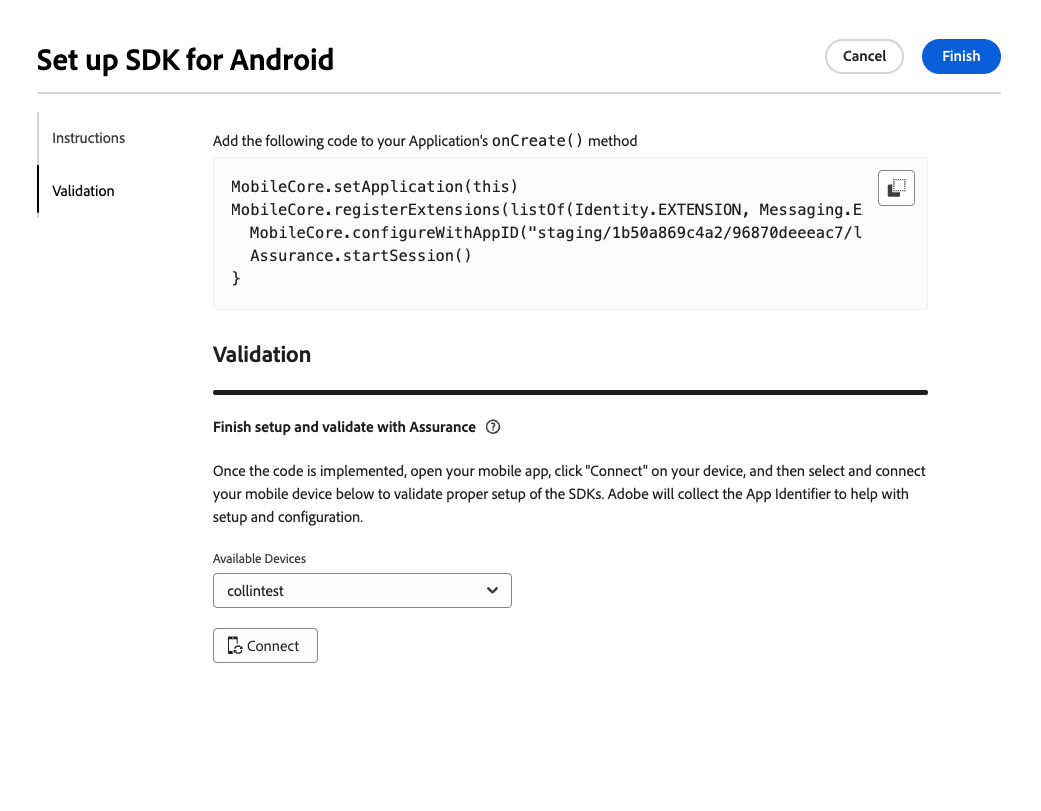 Set up SDK for Android
Cancel
Finish
Instructions
Validation
Add the following code to your Application's onCreate() method
MobileCore.setApplication(this)
MobileCore.registerExtensions(listOf(Identity.EXTENSION, Messaging.E
MobileCore.configureWithAppID("staging/1b50a869c4a2/96870deeeac7/l
Assurance.startSession()
}
Validation
Finish setup and validate with Assurance
Once the code is implemented, open your mobile app, click "Connect" on your device, and then select and connect
your mobile device below to validate proper setup of the SDKs. Adobe will collect the App Identifier to help with
setup and configuration.
Available Devices
collintest
Connect